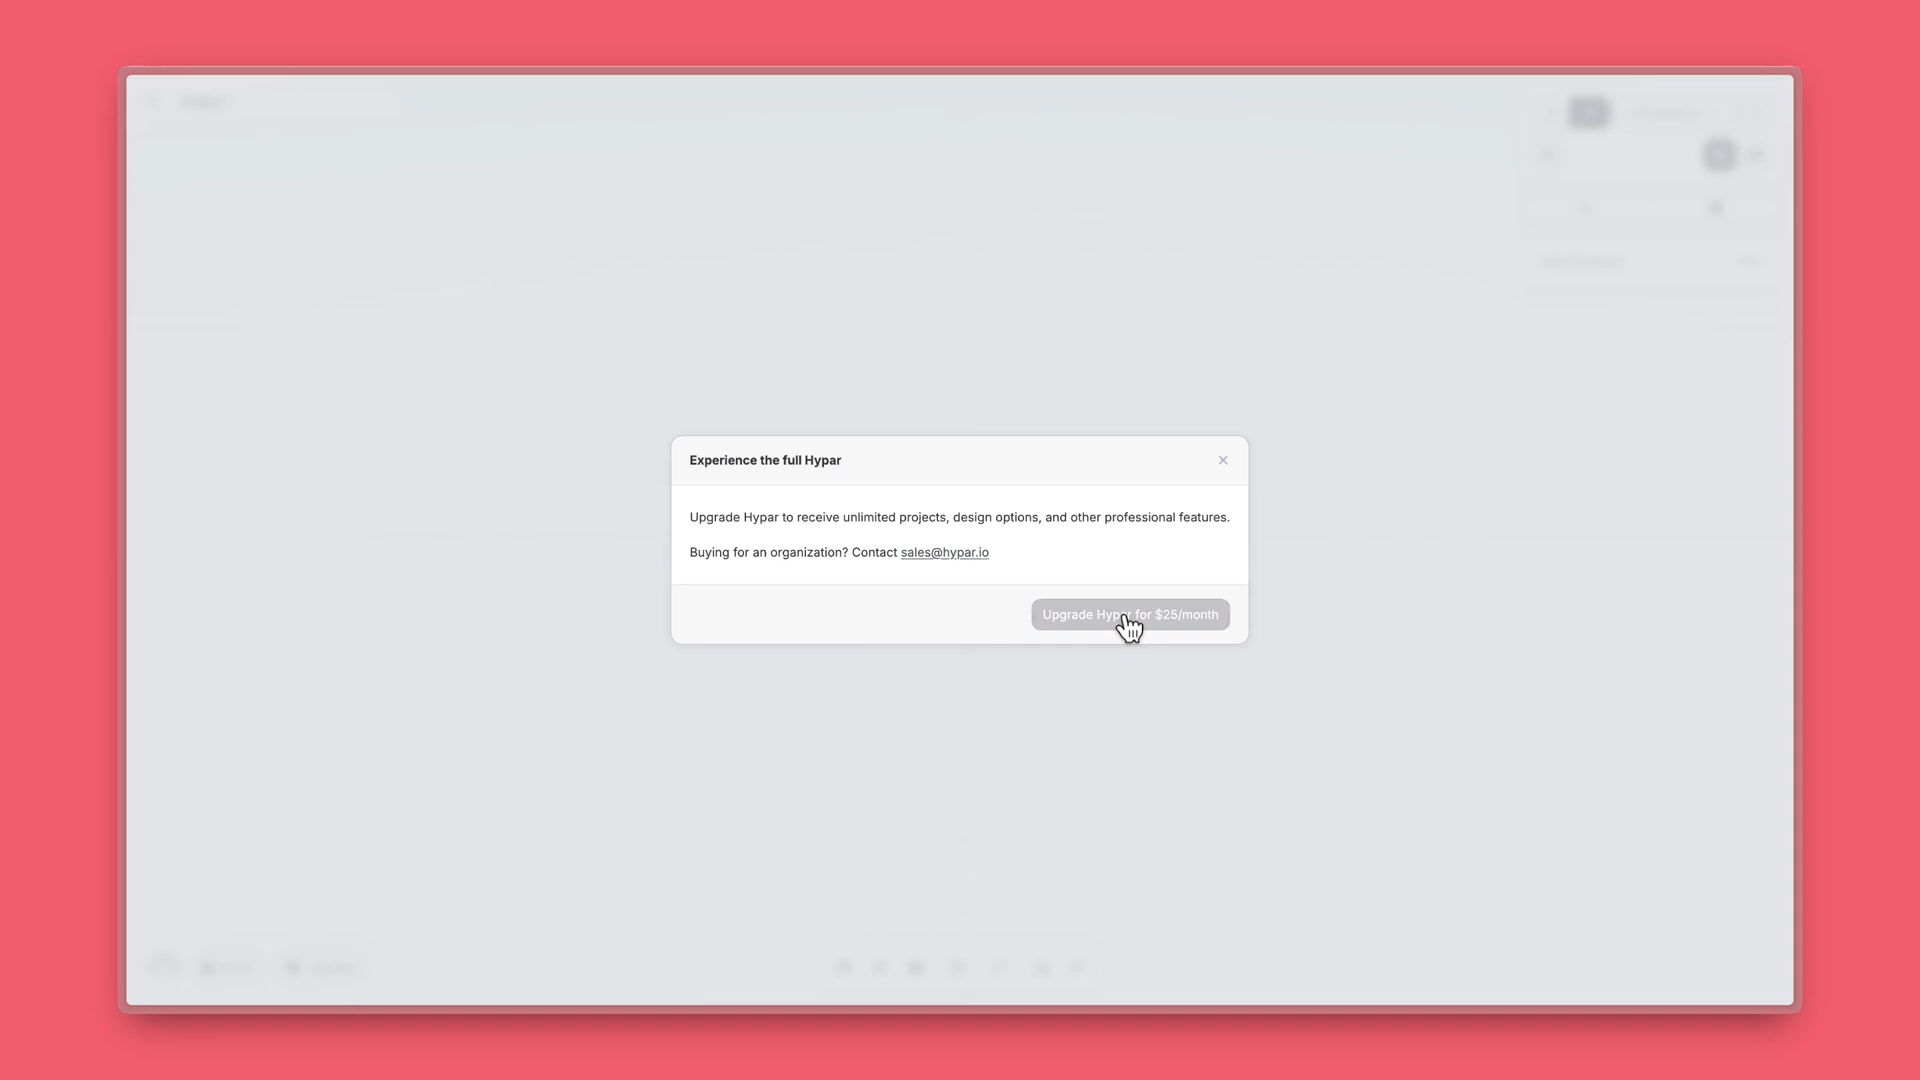 Experience the full Hypar
Upgrade Hypar to receive unlimited projects, design options, and other professional features.
Buying for an organization? Contact sales@hypar.io
Upgrade Hypar for $25/month